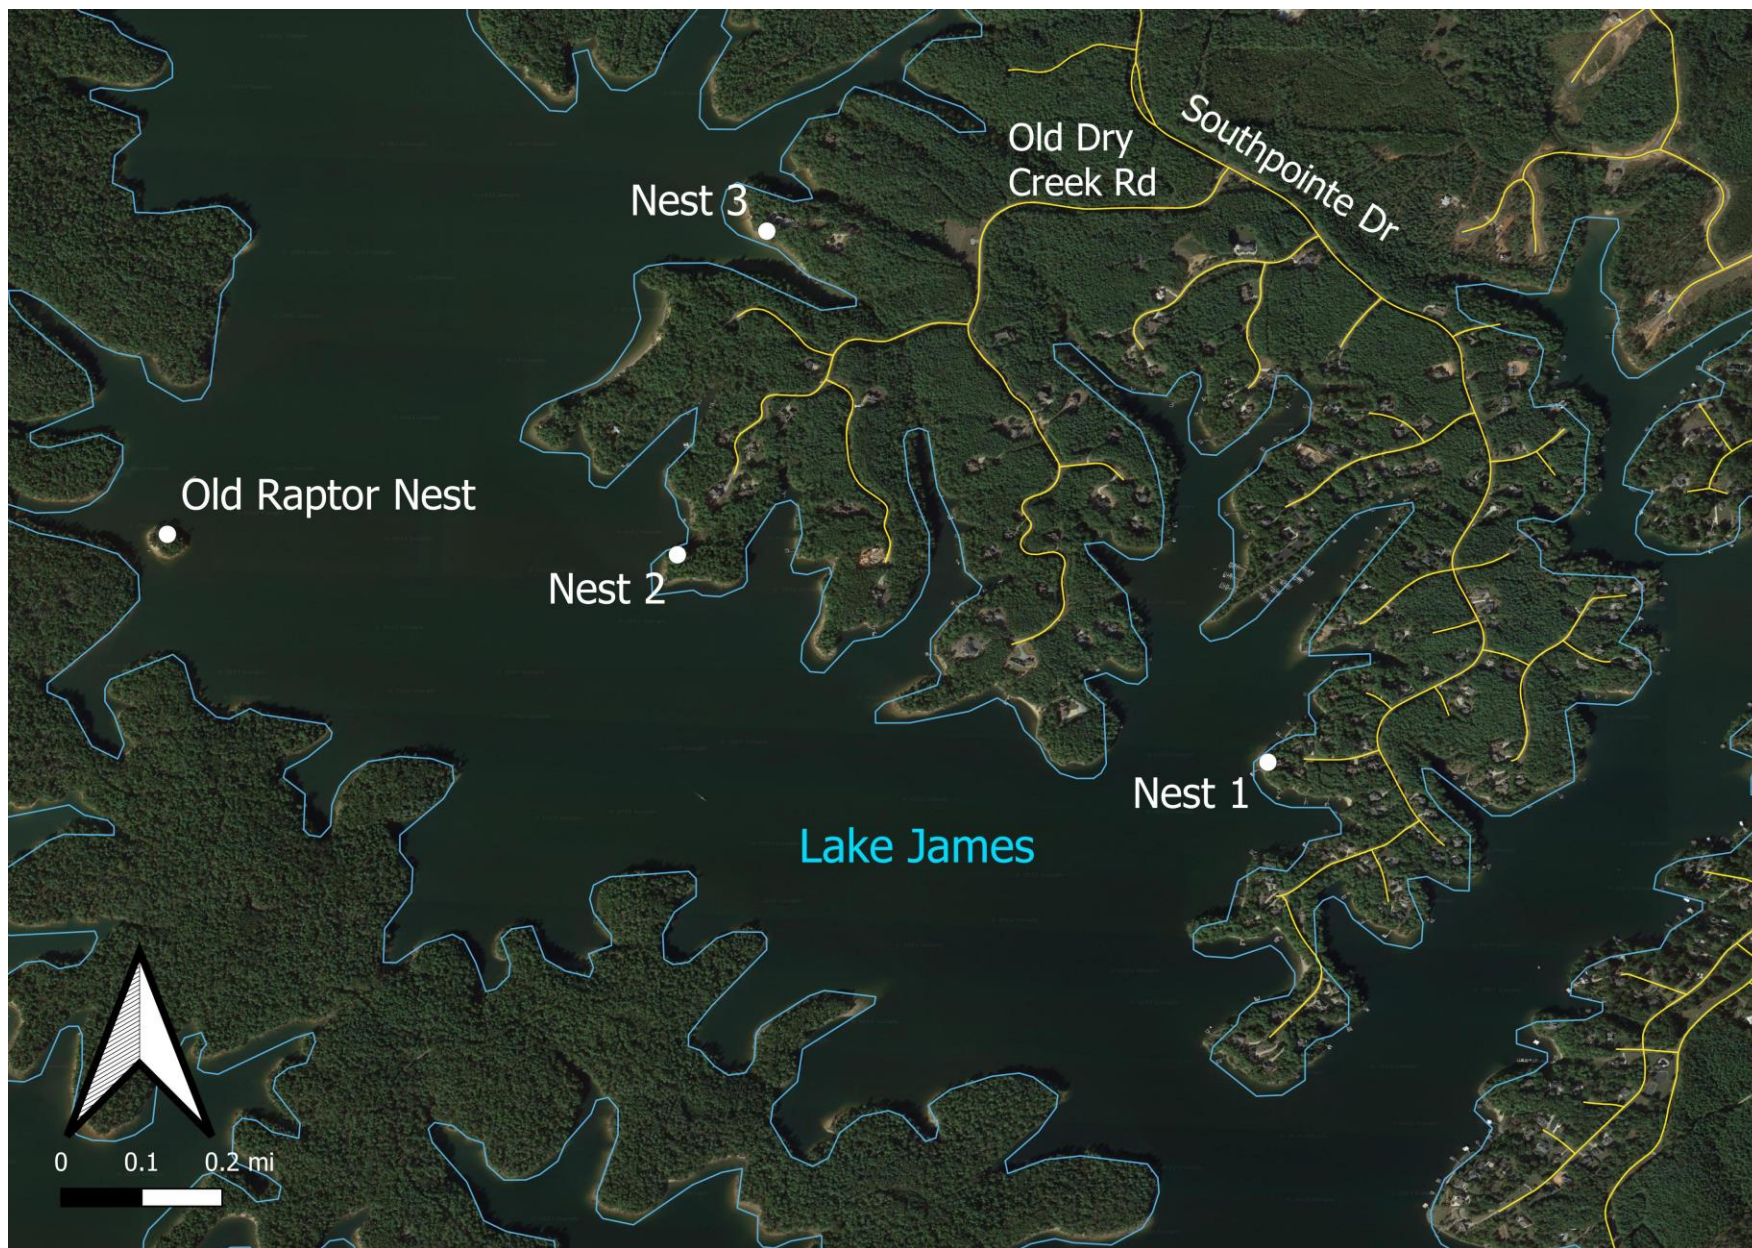 Old Dry
Creek Rd
Southpointe Dr
Nest 3
Old Raptor Nest
Nest 2
Nest 1
Lake James
0 0.1 0.2 mi